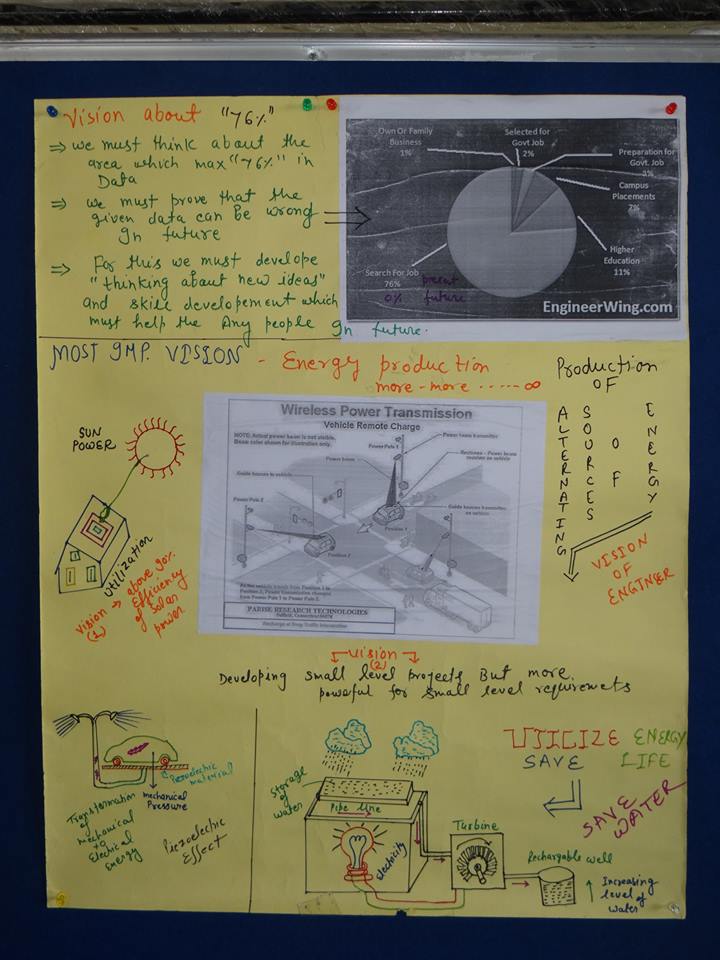 Vision about "76%"
⇒ we must think about the
area which max "76%" in
Data
⇒ we must prove that the
given data can be wrong
In future
⇒ For this we must develope
"thinking about new ideas"
and skill developement which
must help the Any people In future.
Own Or Family
Business
1%
Selected for
Govt Job
2%
Preparation for
Govt. Job
3%
Campus
Placements
7%
Higher
Education
11%
Search For Job
76% present
0% future
EngineerWing.com
MOST IMP. VISION - Energy production
more-more ...... ∞
Production
OF
ALTERNATING
SOURCES
OF
ENERGY
VISION
OF
ENGINEER
SUN
POWER
utilization
Vision → above 90%
(1)
Efficiency
of solar
power
Wireless Power Transmission
Vehicle Remote Charge
NOTE: Actual power beam is not visible.
Beam color shown for illustration only.
Power beam transmitter
Power Pole 1
Power beam
Rectenna - Power beam
receiver on vehicle
Guide beacon to vehicle
Power Pole 2
Guide beacon transmitter
on vehicle
Position 1
Position 2
As the vehicle travels from Position 1 to
Position 2, Power transmission changes
from Power Pole 1 to Power Pole 2.
PARISE RESEARCH TECHNOLOGIES
Recharge at Stop Traffic Intersection
Vision
(2)
Developing small level projects But more
powerful for small level requiremets
Piezoelectric material
mechanical
Pressure
Transformation
of
mechanical
to
Electrical
Energy
Piezoelectric
Effect
Storage
of
water
Pipe line
electricity
Turbine
Rechargable well
Increasing
level of
water
UTILIZE ENERGY
SAVE LIFE
SAVE
WATER